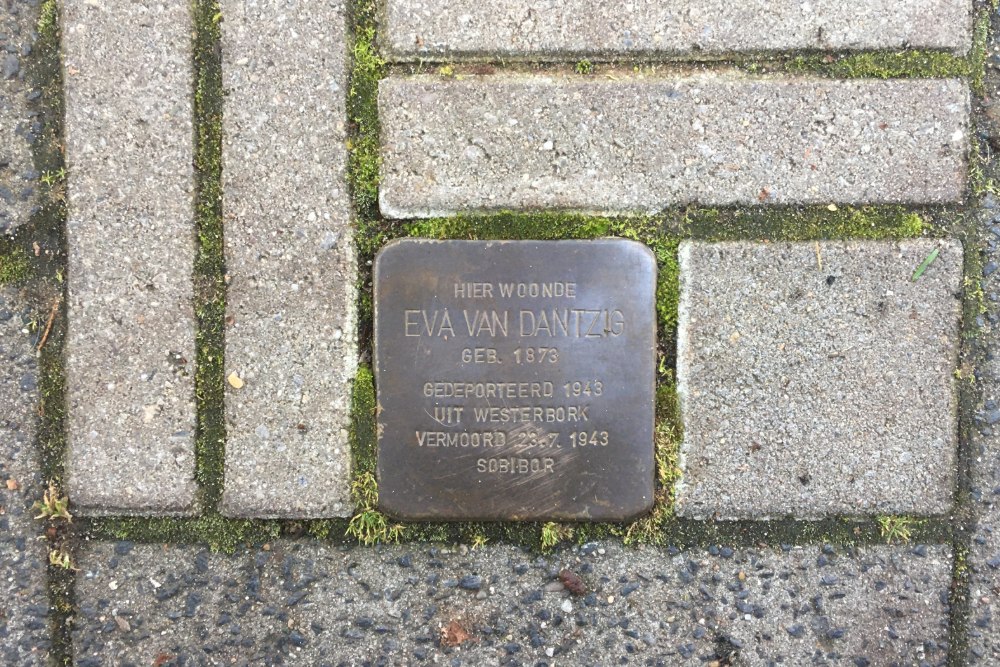 HIER WOONDE
EVA VAN DANTZIG
GEB. 1873
GEDEPORTEERD 1943
UIT WESTERBORK
VERMOORD 23.7. 1943
SOBIBOR